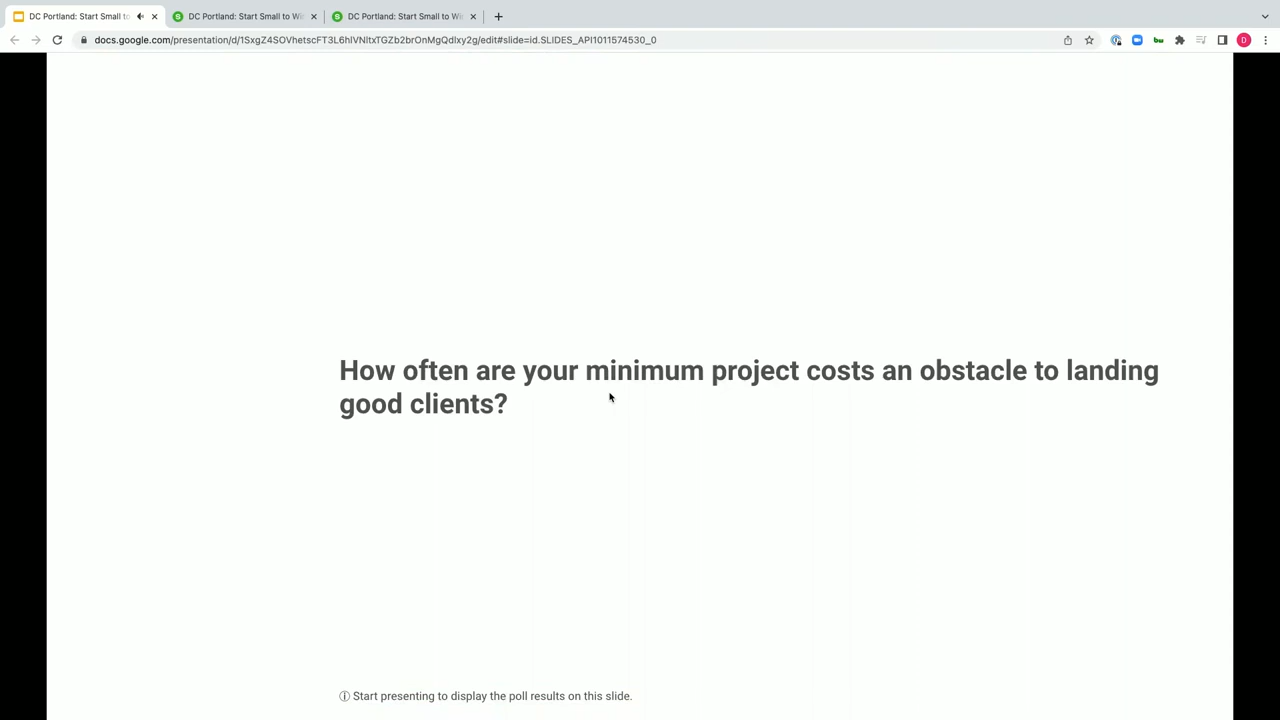 DC Portland: Start Small to
DC Portland: Start Small to Wi
DC Portland: Start Small to Wi
docs.google.com/presentation/d/1SxgZ4SOVhetscFT3L6hlVNltxTGZb2brOnMgQdlxy2g/edit#slide=id.SLIDES_API1011574530_0
D
How often are your minimum project costs an obstacle to landing
good clients?
Start presenting to display the poll results on this slide.